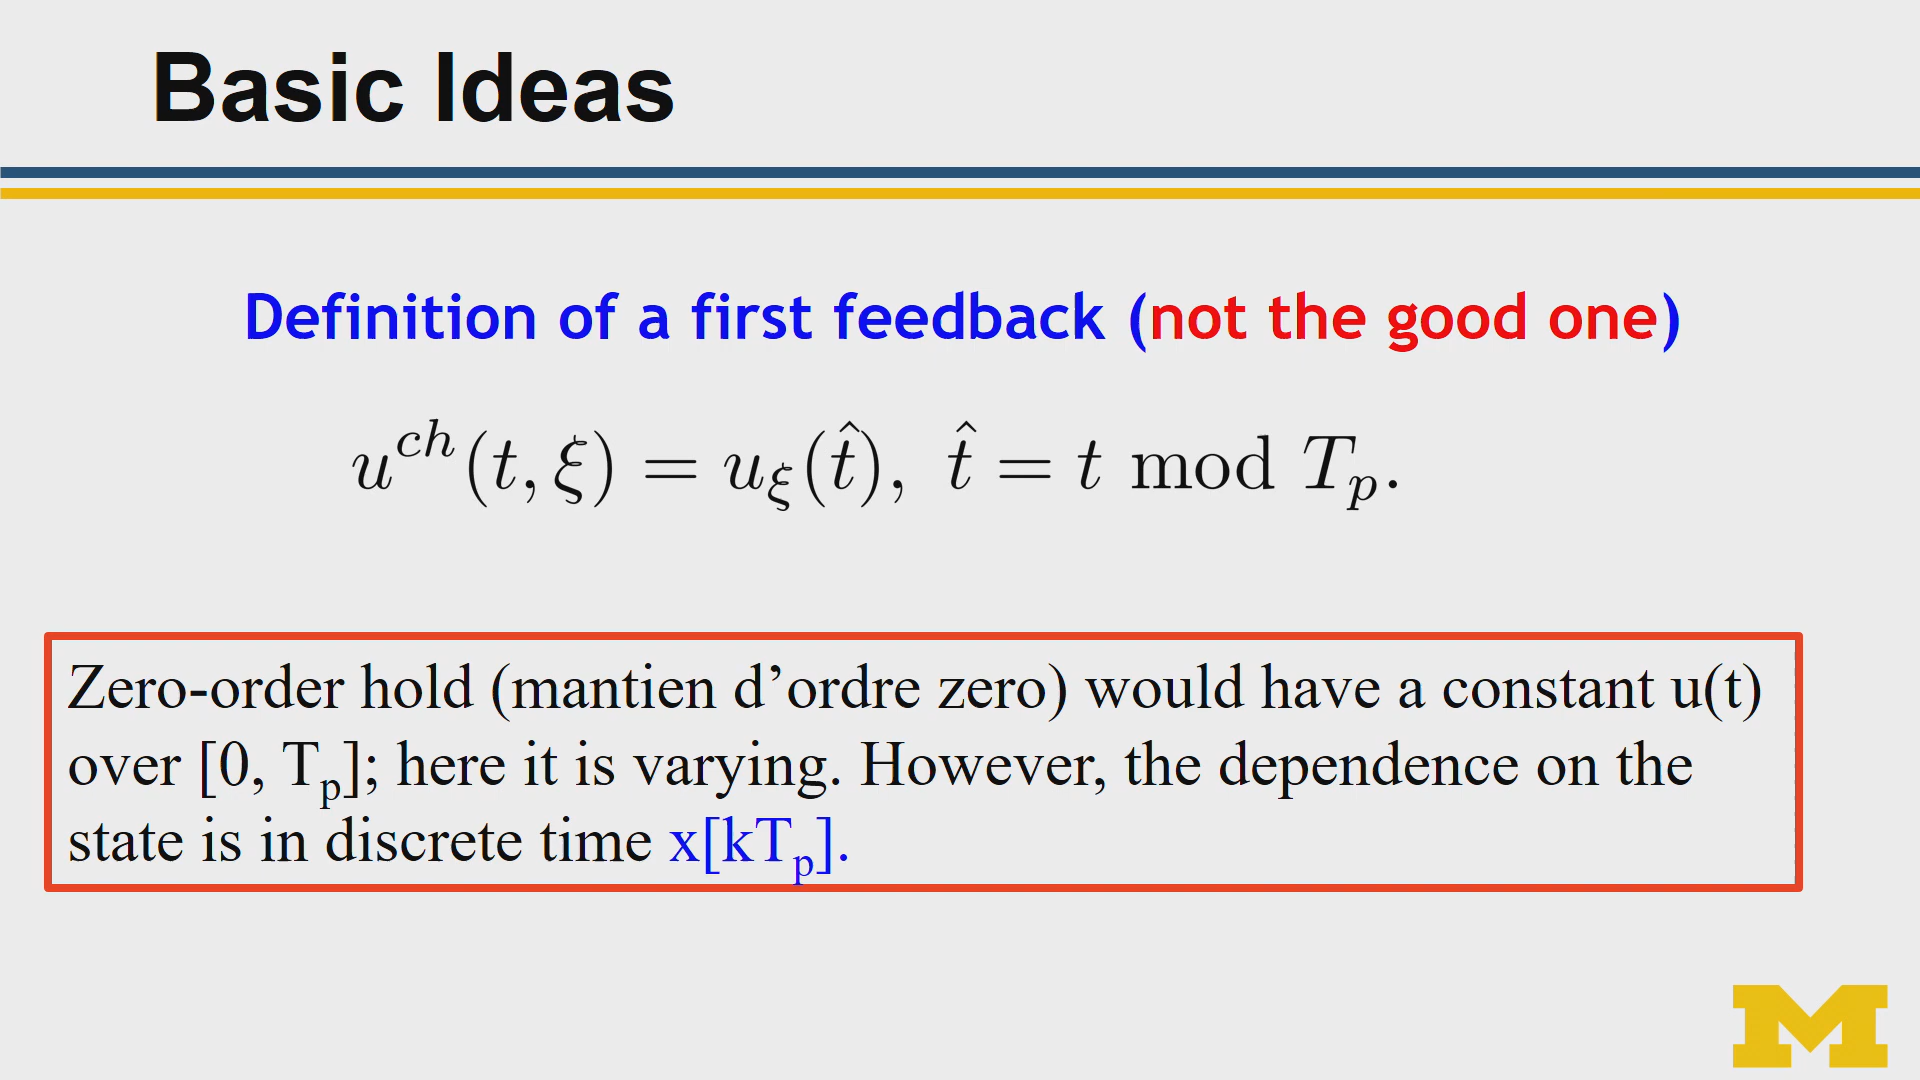 Basic Ideas
Definition of a first feedback (not the good one)
u^{ch}(t, ξ) = u_ξ(t̂), t̂ = t mod T_p.
Zero-order hold (mantien d’ordre zero) would have a constant u(t)
over [0, T_p]; here it is varying. However, the dependence on the
state is in discrete time x[kT_p].
M